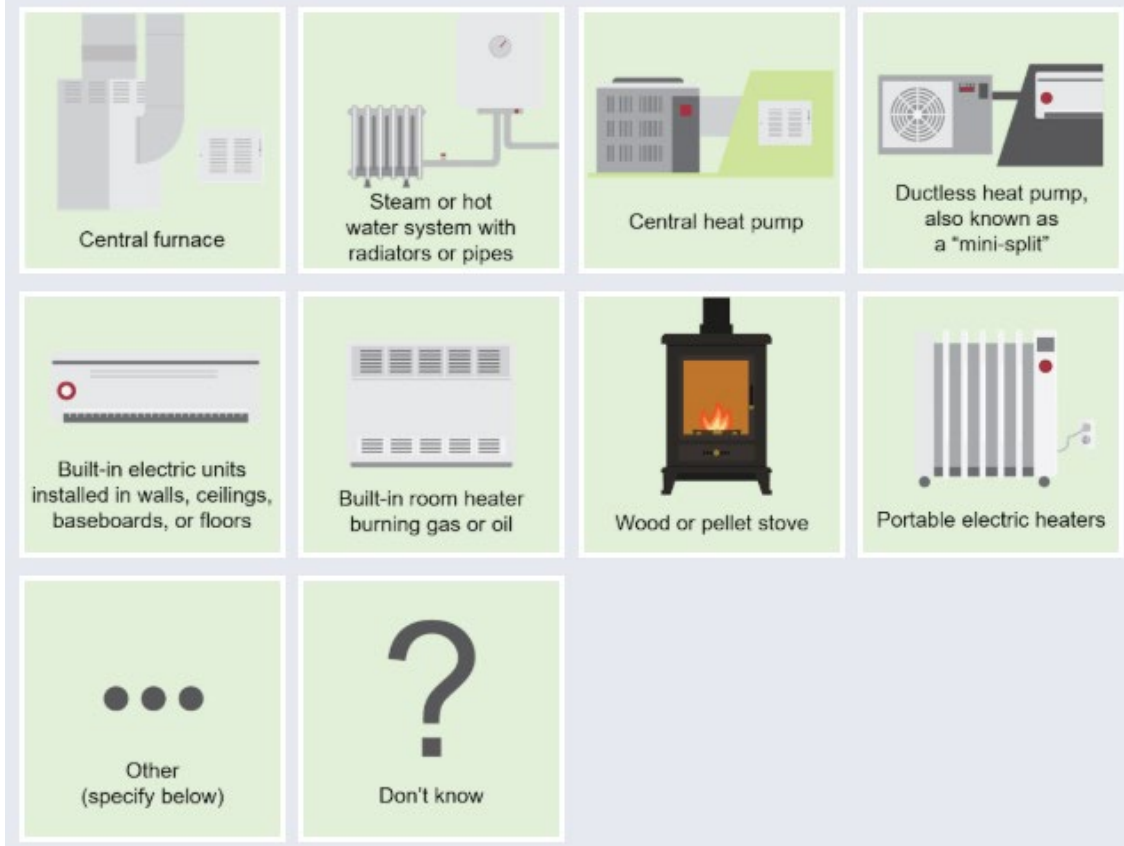 Central furnace
Steam or hot
water system with
radiators or pipes
Central heat pump
Ductless heat pump,
also known as
a “mini-split”
Built-in electric units
installed in walls, ceilings,
baseboards, or floors
Built-in room heater
burning gas or oil
Wood or pellet stove
Portable electric heaters
Other
(specify below)
?
Don't know